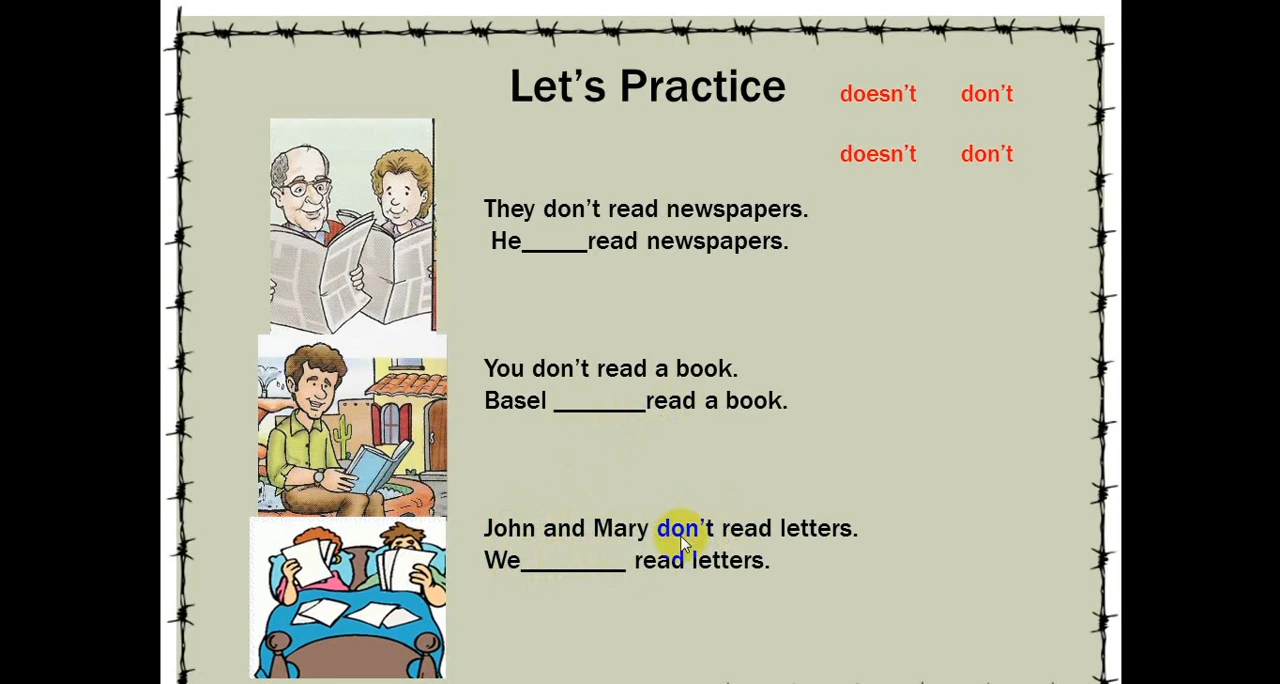 Let's Practice
doesn't don't
doesn't don't
They don't read newspapers.
He_____read newspapers.
You don't read a book.
Basel _______read a book.
John and Mary don't read letters.
We________ read letters.